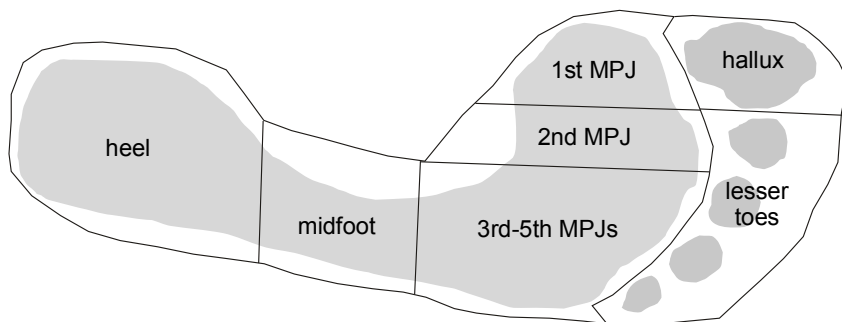 1st MPJ
hallux
heel
2nd MPJ
lesser
toes
midfoot
3rd-5th MPJs